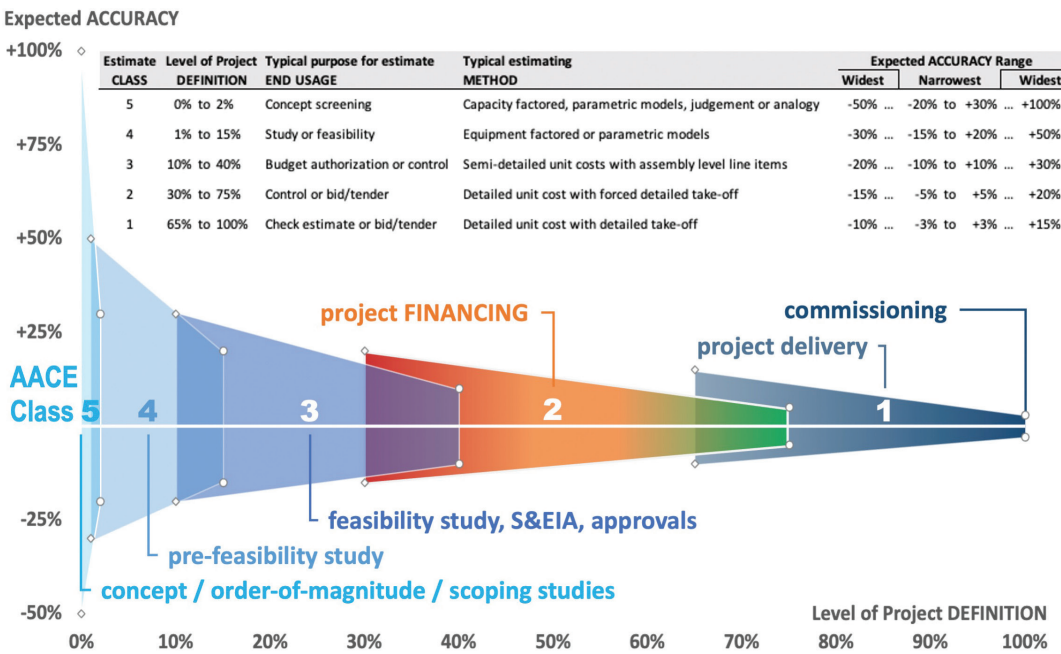 Expected ACCURACY
+100%
Estimate Level of Project Typical purpose for estimate Typical estimating Expected ACCURACY Range
CLASS DEFINITION END USAGE METHOD Widest Narrowest Widest
5 0% to 2% Concept screening Capacity factored, parametric models, judgement or analogy -50% ... -20% to +30% ... +100%
4 1% to 15% Study or feasibility Equipment factored or parametric models -30% ... -15% to +20% ... +50%
+75%
3 10% to 40% Budget authorization or control Semi-detailed unit costs with assembly level line items -20% ... -10% to +10% ... +30%
2 30% to 75% Control or bid/tender Detailed unit cost with forced detailed take-off -15% ... -5% to +5% ... +20%
1 65% to 100% Check estimate or bid/tender Detailed unit cost with detailed take-off -10% ... -3% to +3% ... +15%
+50%
project FINANCING
commissioning
+25%
project delivery
AACE
Class 5 4 3 2 1
-25%
feasibility study, S&EIA, approvals
pre-feasibility study
concept / order-of-magnitude / scoping studies
-50%
Level of Project DEFINITION
0% 10% 20% 30% 40% 50% 60% 70% 80% 90% 100%